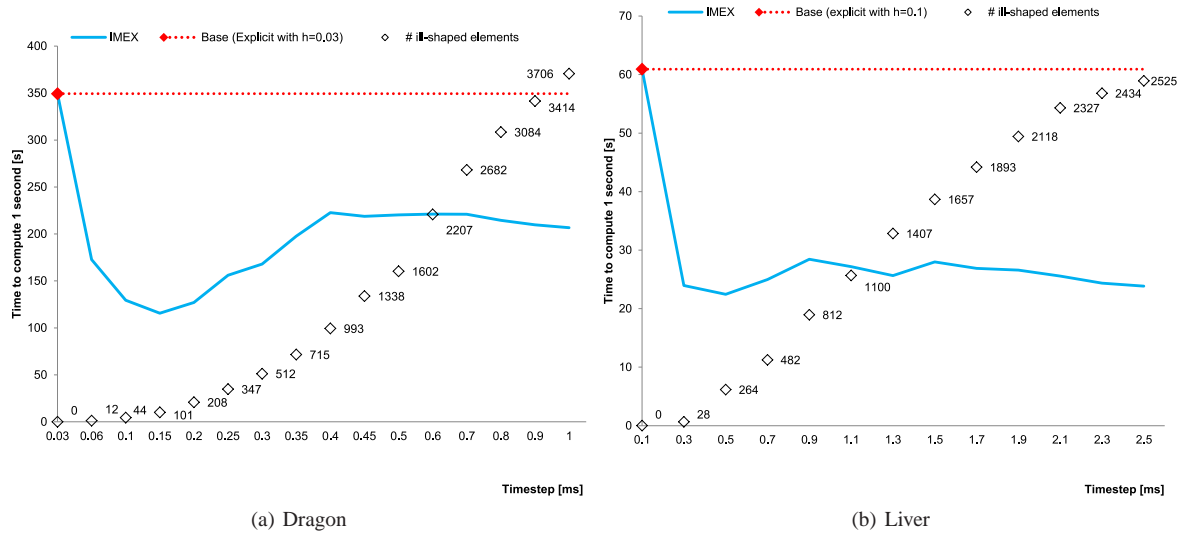 IMEX Base (Explicit with h=0.03) # ill-shaped elements
Time to compute 1 second [s]
400
350
300
250
200
150
100
50
0
0 12 44 101 208 347 512 715 993 1338 1602 2207 2682 3084 3414 3706
0.03 0.06 0.1 0.15 0.2 0.25 0.3 0.35 0.4 0.45 0.5 0.6 0.7 0.8 0.9 1
Timestep [ms]
(a) Dragon
IMEX Base (Explicit with h=0.1) # ill-shaped elements
Time to compute 1 second [s]
70
60
50
40
30
20
10
0
0 28 264 482 812 1100 1407 1657 1893 2118 2327 2434 2525
0.1 0.3 0.5 0.7 0.9 1.1 1.3 1.5 1.7 1.9 2.1 2.3 2.5
Timestep [ms]
(b) Liver